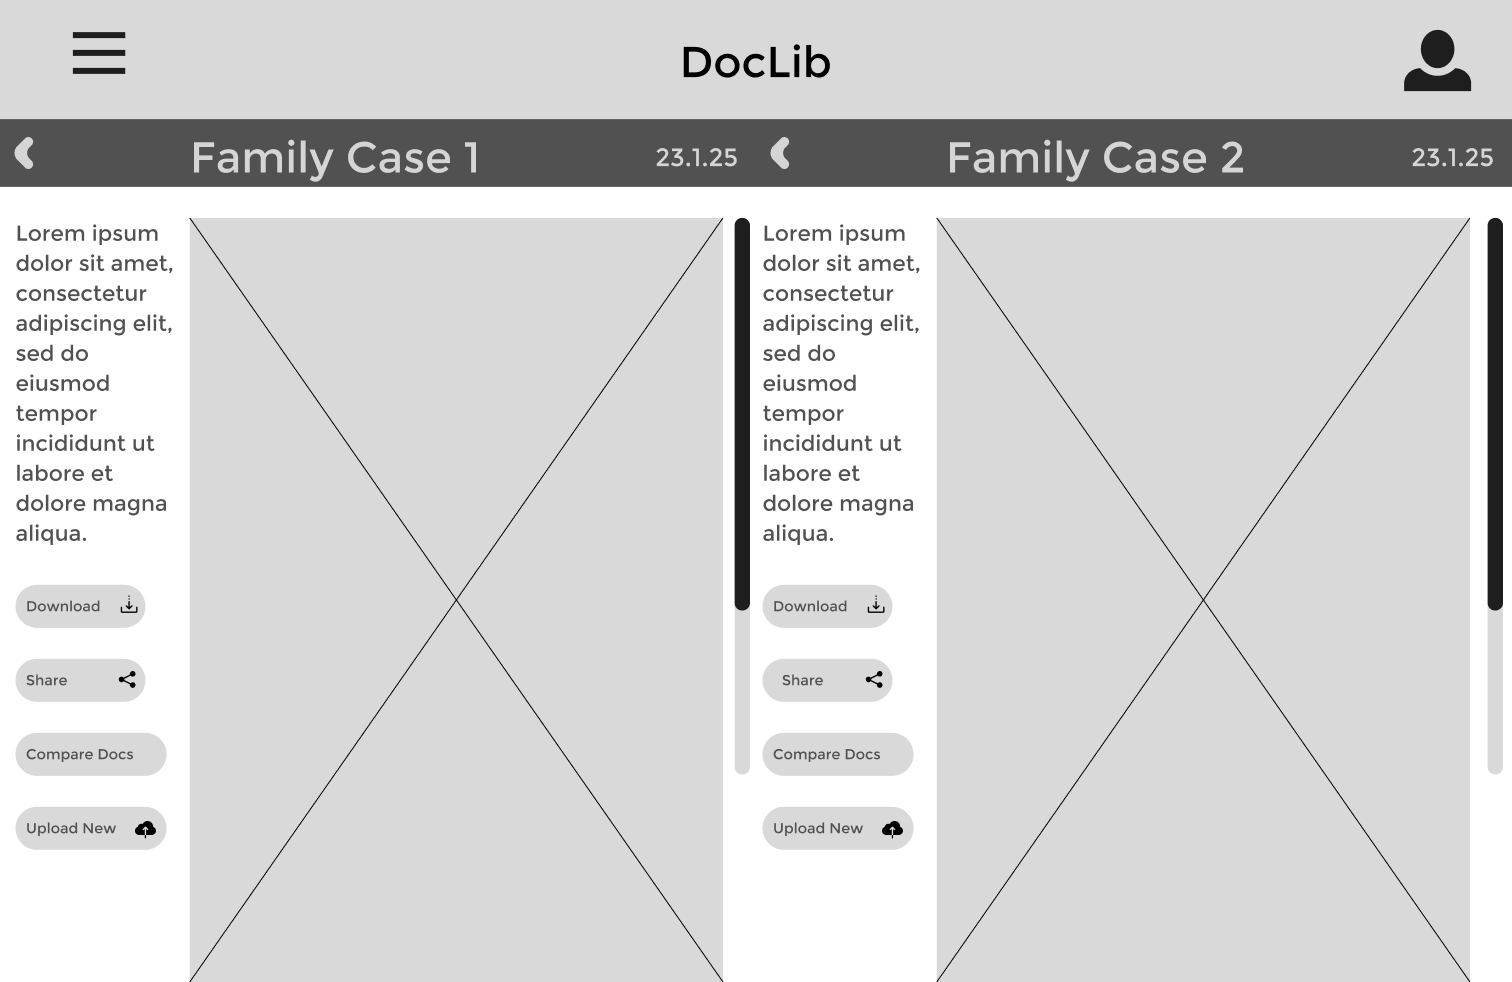 DocLib
Family Case 1
23.1.25
Lorem ipsum
dolor sit amet,
consectetur
adipiscing elit,
sed do
eiusmod
tempor
incididunt ut
labore et
dolore magna
aliqua.
Download
Share
Compare Docs
Upload New
Family Case 2
23.1.25
Lorem ipsum
dolor sit amet,
consectetur
adipiscing elit,
sed do
eiusmod
tempor
incididunt ut
labore et
dolore magna
aliqua.
Download
Share
Compare Docs
Upload New